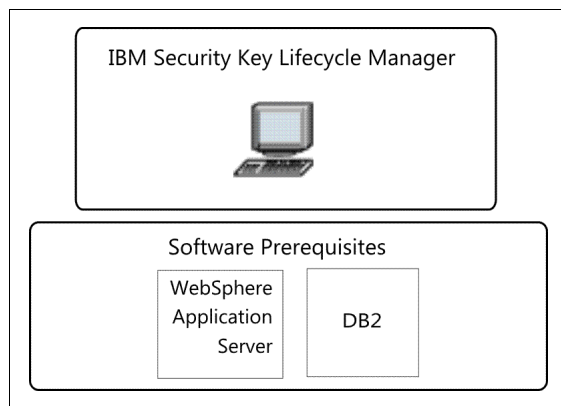 IBM Security Key Lifecycle Manager
Software Prerequisites
WebSphere
Application
Server
DB2